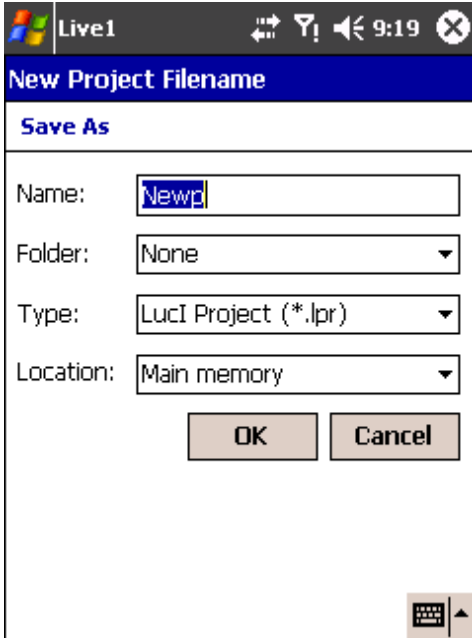 Live1 9:19
New Project Filename
Save As
Name: Newp
Folder: None
Type: LucI Project (*.lpr)
Location: Main memory
OK Cancel